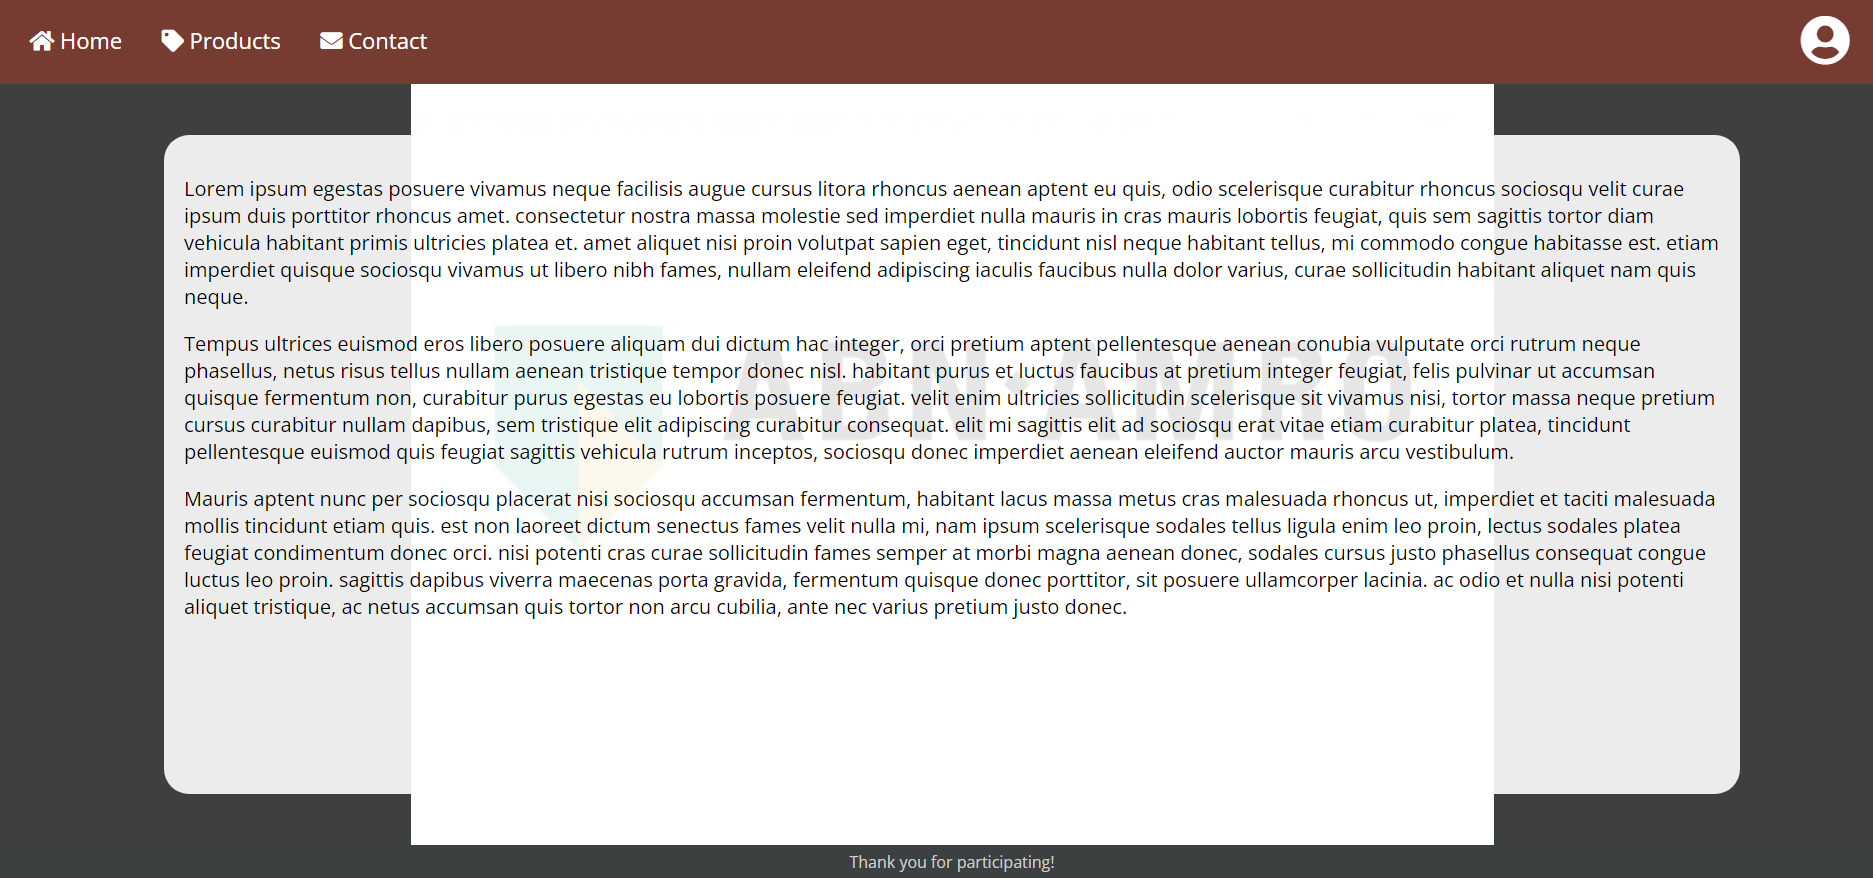 Home Products Contact
Lorem ipsum egestas posuere vivamus neque facilisis augue cursus litora rhoncus aenean aptent eu quis, odio scelerisque curabitur rhoncus sociosqu velit curae
ipsum duis porttitor rhoncus amet. consectetur nostra massa molestie sed imperdiet nulla mauris in cras mauris lobortis feugiat, quis sem sagittis tortor diam
vehicula habitant primis ultricies platea et. amet aliquet nisi proin volutpat sapien eget, tincidunt nisl neque habitant tellus, mi commodo congue habitasse est. etiam
imperdiet quisque sociosqu vivamus ut libero nibh fames, nullam eleifend adipiscing iaculis faucibus nulla dolor varius, curae sollicitudin habitant aliquet nam quis
neque.
Tempus ultrices euismod eros libero posuere aliquam dui dictum hac integer, orci pretium aptent pellentesque aenean conubia vulputate orci rutrum neque
phasellus, netus risus tellus nullam aenean tristique tempor donec nisl. habitant purus et luctus faucibus at pretium integer feugiat, felis pulvinar ut accumsan
ABN·AMRO
quisque fermentum non, curabitur purus egestas eu lobortis posuere feugiat. velit enim ultricies sollicitudin scelerisque sit vivamus nisi, tortor massa neque pretium
cursus curabitur nullam dapibus, sem tristique elit adipiscing curabitur consequat. elit mi sagittis elit ad sociosqu erat vitae etiam curabitur platea, tincidunt
pellentesque euismod quis feugiat sagittis vehicula rutrum inceptos, sociosqu donec imperdiet aenean eleifend auctor mauris arcu vestibulum.
Mauris aptent nunc per sociosqu placerat nisi sociosqu accumsan fermentum, habitant lacus massa metus cras malesuada rhoncus ut, imperdiet et taciti malesuada
mollis tincidunt etiam quis. est non laoreet dictum senectus fames velit nulla mi, nam ipsum scelerisque sodales tellus ligula enim leo proin, lectus sodales platea
feugiat condimentum donec orci. nisi potenti cras curae sollicitudin fames semper at morbi magna aenean donec, sodales cursus justo phasellus consequat congue
luctus leo proin. sagittis dapibus viverra maecenas porta gravida, fermentum quisque donec porttitor, sit posuere ullamcorper lacinia. ac odio et nulla nisi potenti
aliquet tristique, ac netus accumsan quis tortor non arcu cubilia, ante nec varius pretium justo donec.
Thank you for participating!